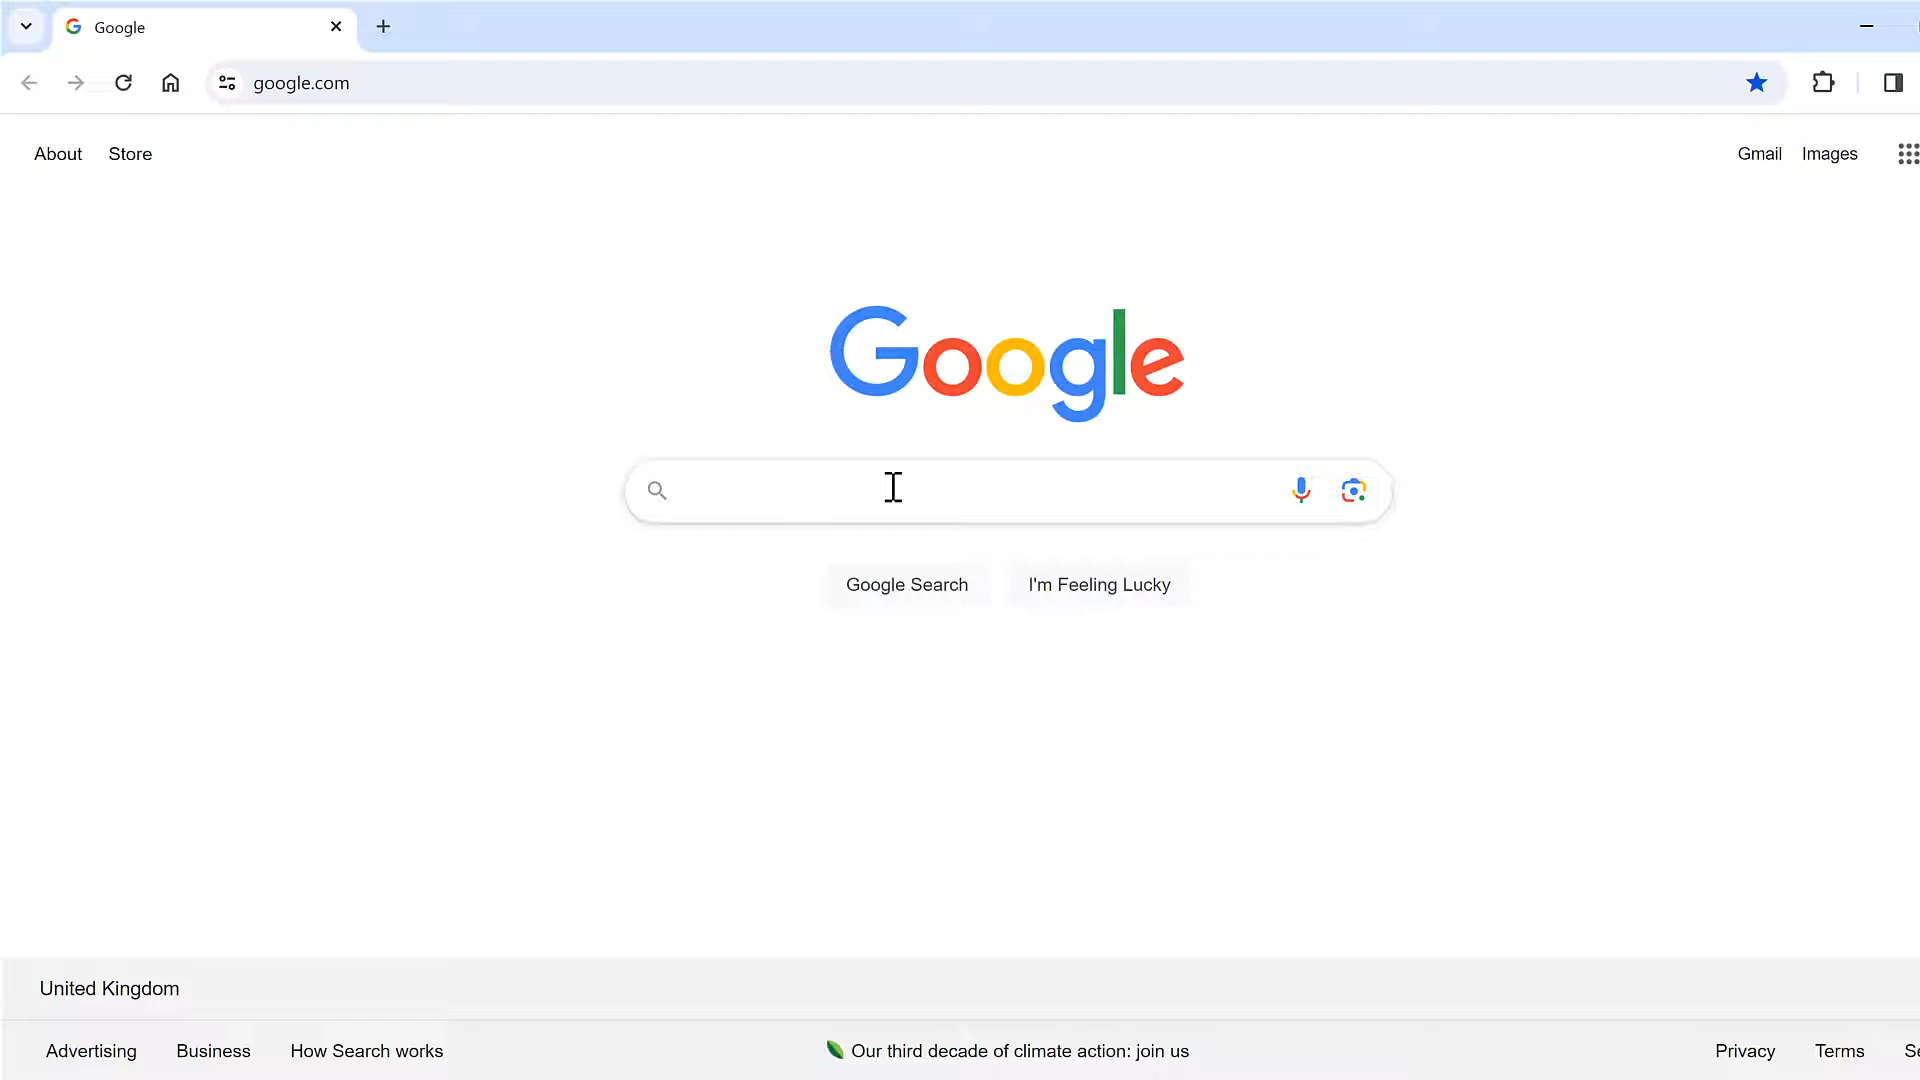 Google
google.com
About Store Gmail Images
Google
Google Search I'm Feeling Lucky
United Kingdom
Advertising Business How Search works Our third decade of climate action: join us Privacy Terms